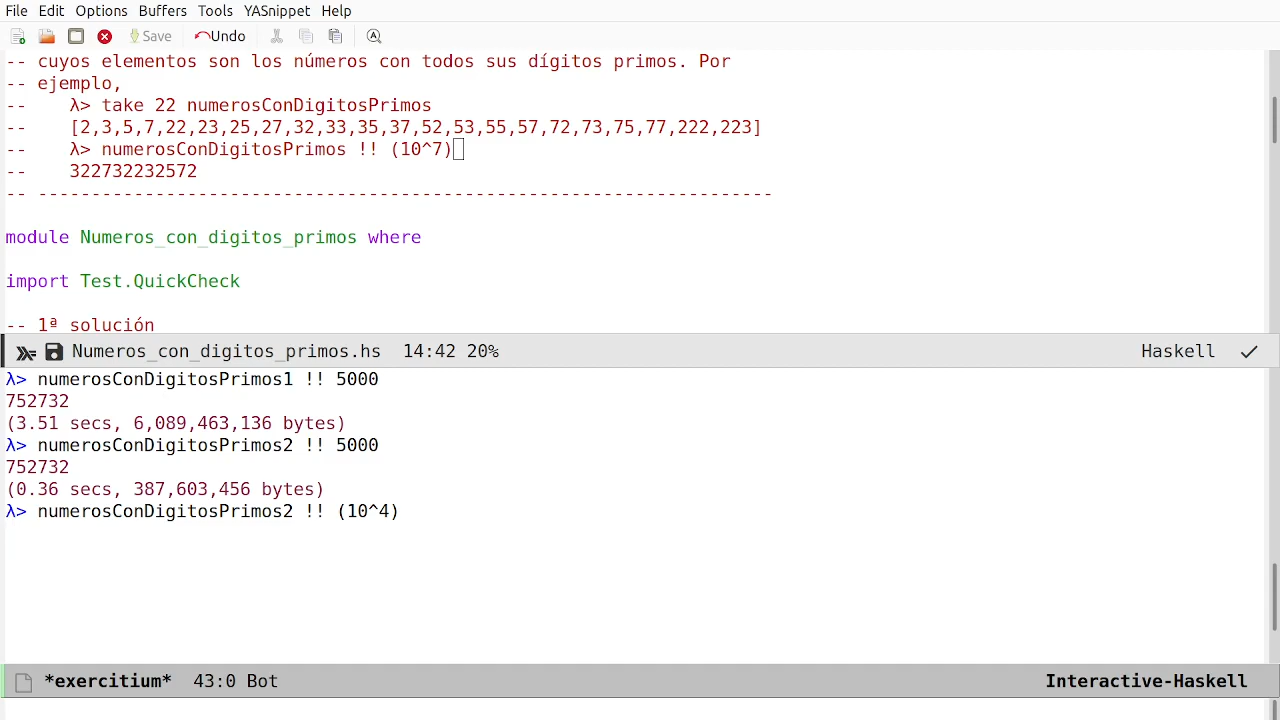 File Edit Options Buffers Tools YASnippet Help
Save Undo
-- cuyos elementos son los números con todos sus dígitos primos. Por
-- ejemplo,
--    λ> take 22 numerosConDigitosPrimos
--    [2,3,5,7,22,23,25,27,32,33,35,37,52,53,55,57,72,73,75,77,222,223]
--    λ> numerosConDigitosPrimos !! (10^7)
--    322732232572
-- ---------------------------------------------------------------------
module Numeros_con_digitos_primos where
import Test.QuickCheck
-- 1ª solución
Numeros_con_digitos_primos.hs  14:42 20%  Haskell
λ> numerosConDigitosPrimos1 !! 5000
752732
(3.51 secs, 6,089,463,136 bytes)
λ> numerosConDigitosPrimos2 !! 5000
752732
(0.36 secs, 387,603,456 bytes)
λ> numerosConDigitosPrimos2 !! (10^4)
*exercitium*  43:0 Bot  Interactive-Haskell